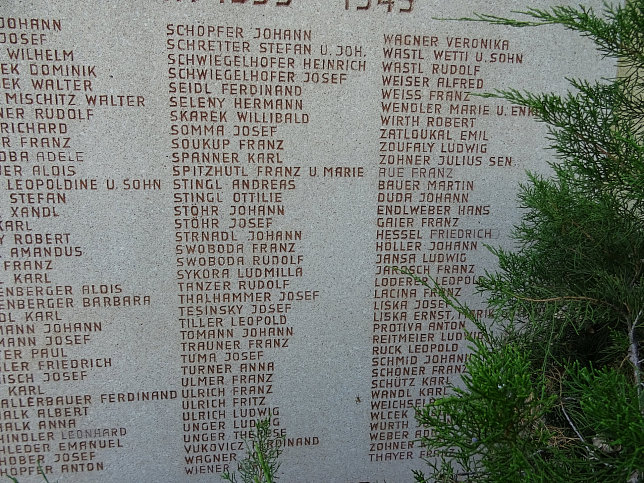 1939 1945
JOHANN
JOSEF
WILHELM
DOMINIK
WALTER
MISCHITZ WALTER
RUDOLF
RICHARD
FRANZ
ADELE
ALOIS
LEOPOLDINE U. SOHN
STEFAN
XANDL
KARL
ROBERT
AMANDUS
FRANZ
KARL
ALOIS
BARBARA
KARL
JOHANN
JOSEF
PAUL
FRIEDRICH
JOSEF
KARL
FERDINAND
ALBERT
ANNA
LEONHARD
EMANUEL
JOSEF
ANTON
SCHÖPFER JOHANN
SCHRETTER STEFAN U. JOH.
SCHWIEGELHOFER HEINRICH
SCHWIEGELHOFER JOSEF
SEIDL FERDINAND
SELENY HERMANN
SKAREK WILLIBALD
SOMMA JOSEF
SOUKUP FRANZ
SPANNER KARL
SPITZHÜTL FRANZ U. MARIE
STINGL ANDREAS
STINGL OTTILIE
STÖHR JOHANN
STÖHR JOSEF
STRNADL JOHANN
SWOBODA FRANZ
SWOBODA RUDOLF
SYKORA LUDMILLA
TANZER RUDOLF
THALHAMMER JOSEF
TESINSKY JOSEF
TILLER LEOPOLD
TOMANN JOHANN
TRAUNER FRANZ
TUMA JOSEF
TURNER ANNA
ULMER FRANZ
ULRICH FRANZ
ULRICH FRITZ
ULRICH LUDWIG
UNGER LUDWIG
UNGER THERESE
VUKOVICZ FERDINAND
WAGNER
WIENER
WAGNER VERONIKA
WASTL WETTI U. SOHN
WASTL RUDOLF
WEISER ALFRED
WEISS FRANZ
WENDLER MARIE U. ENK
WIRTH ROBERT
ZATLOUKAL EMIL
ZOUFALY LUDWIG
ZÖHNER JULIUS SEN.
AUE FRANZ
BAUER MARTIN
DUDA JOHANN
ENDLWEBER HANS
GAIER FRANZ
HESSEL FRIEDRICH
HÖLLER JOHANN
JANSA LUDWIG
JAROSCH FRANZ
LODERER LEOPOL
LACINA FRANZ
LISKA JOSEF
LISKA ERNST,
PROTIVA ANTON
REITMEIER LUDWIG
RUCK LEOPOLD
SCHMID JOHANN
SCHÖNER FRANZ
SCHÜTZ KARL
WANDL KARL
WEICHSEL
WLCEK
WURTH
WEBER
ZÖHNER
THAYER FRANZ